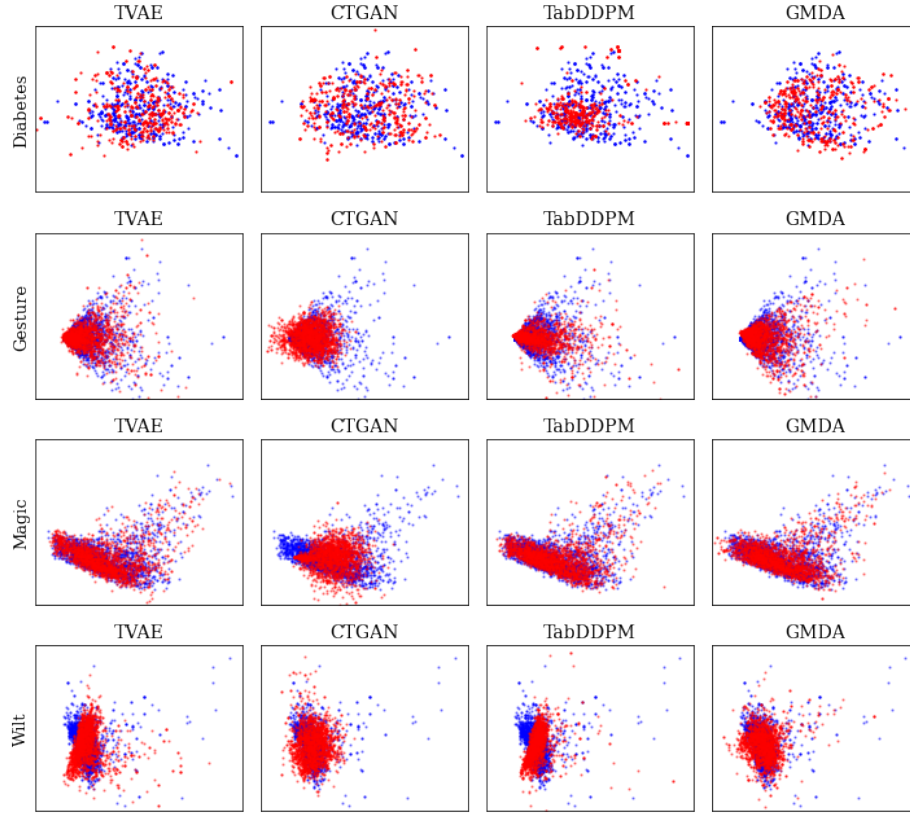 TVAE CTGAN TabDDPM GMDA
Diabetes
TVAE CTGAN TabDDPM GMDA
Gesture
TVAE CTGAN TabDDPM GMDA
Magic
TVAE CTGAN TabDDPM GMDA
Wilt